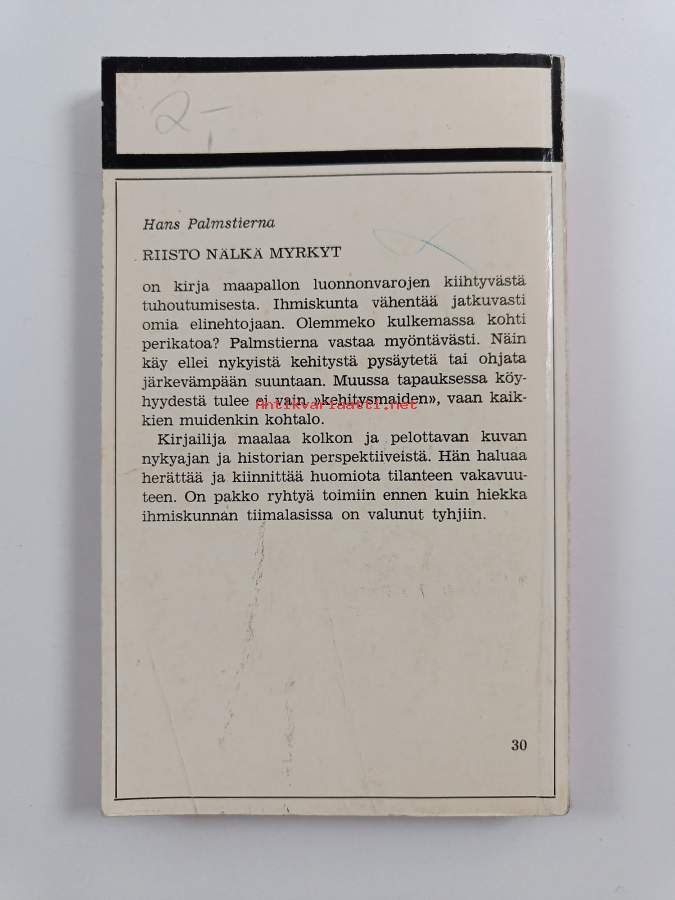 2,-
Hans Palmstierna
RIISTO NÄLKÄ MYRKYT
on kirja maapallon luonnonvarojen kiihtyvästä
tuhoutumisesta. Ihmiskunta vähentää jatkuvasti
omia elinehtojaan. Olemmeko kulkemassa kohti
perikatoa? Palmstierna vastaa myöntävästi. Näin
käy ellei nykyistä kehitystä pysäytetä tai ohjata
järkevämpään suuntaan. Muussa tapauksessa köy-
hyydestä tulee ei vain »kehitysmaiden», vaan kaik-
Antikvariaatti.net
kien muidenkin kohtalo.
Kirjailija maalaa kolkon ja pelottavan kuvan
nykyajan ja historian perspektiiveistä. Hän haluaa
herättää ja kiinnittää huomiota tilanteen vakavuu-
teen. On pakko ryhtyä toimiin ennen kuin hiekka
ihmiskunnan tiimalasissa on valunut tyhjiin.
30